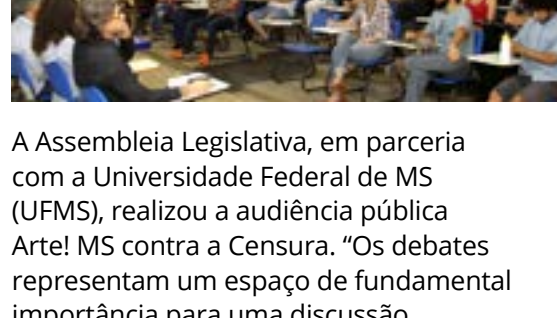 A Assembleia Legislativa, em parceria
com a Universidade Federal de MS
(UFMS), realizou a audiência pública
Arte! MS contra a Censura. “Os debates
representam um espaço de fundamental
importância para uma discussão